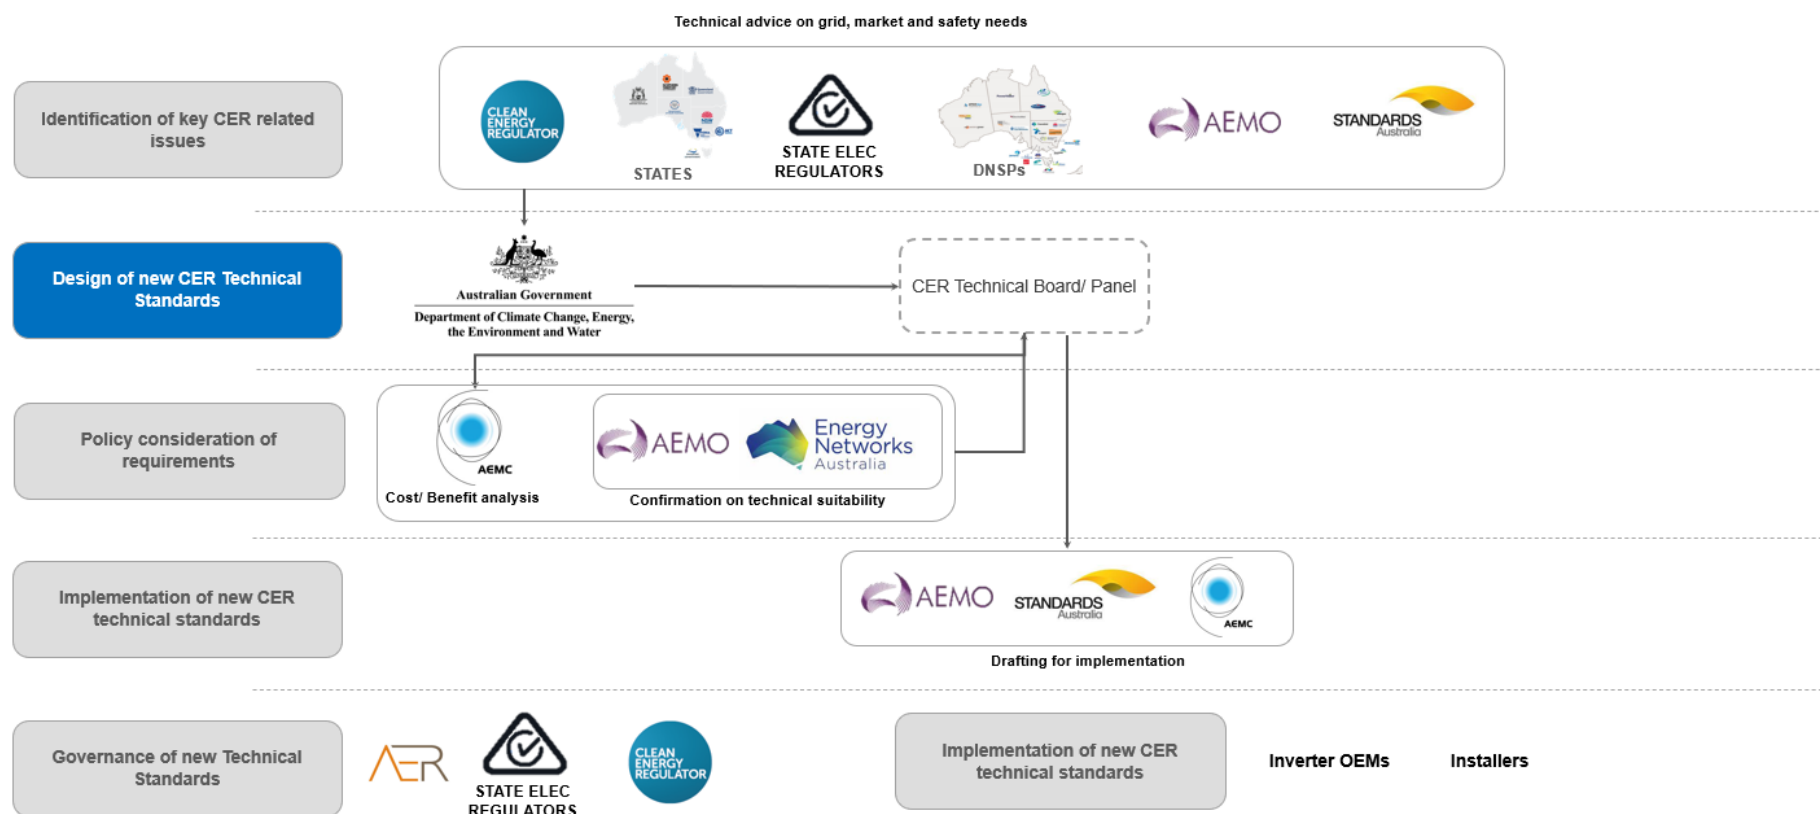 Technical advice on grid, market and safety needs
Identification of key CER related
issues
CLEAN
ENERGY
REGULATOR
STATES
STATE ELEC
REGULATORS
DNSPs
AEMO
STANDARDS
Australia
Design of new CER Technical
Standards
Australian Government
Department of Climate Change, Energy,
the Environment and Water
CER Technical Board/ Panel
Policy consideration of
requirements
AEMC
Cost/ Benefit analysis
AEMO
Energy
Networks
Australia
Confirmation on technical suitability
Implementation of new CER
technical standards
AEMO
STANDARDS
Australia
AEMC
Drafting for implementation
Governance of new Technical
Standards
AER
STATE ELEC
REGULATORS
CLEAN
ENERGY
REGULATOR
Implementation of new CER
technical standards
Inverter OEMs
Installers